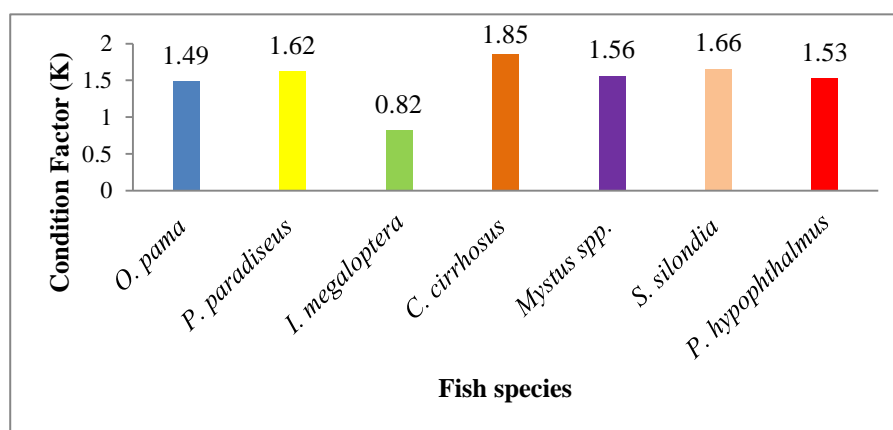 Condition Factor (K)
2
1.5
1
0.5
0
1.49
1.62
0.82
1.85
1.56
1.66
1.53
O. pama
P. paradiseus
I. megaloptera
C. cirrhosus
Mystus spp.
S. silondia
P. hypophthalmus
Fish species